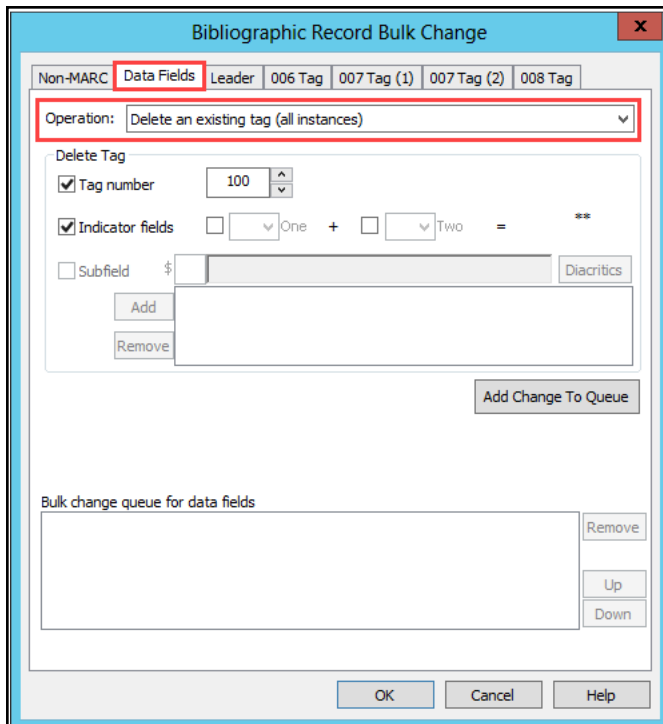 Bibliographic Record Bulk Change
x
Non-MARC Data Fields Leader 006 Tag 007 Tag (1) 007 Tag (2) 008 Tag
Operation: Delete an existing tag (all instances)
Delete Tag
Tag number 100
Indicator fields One + Two = **
Subfield $ Diacritics
Add
Remove
Add Change To Queue
Bulk change queue for data fields
Remove
Up
Down
OK Cancel Help